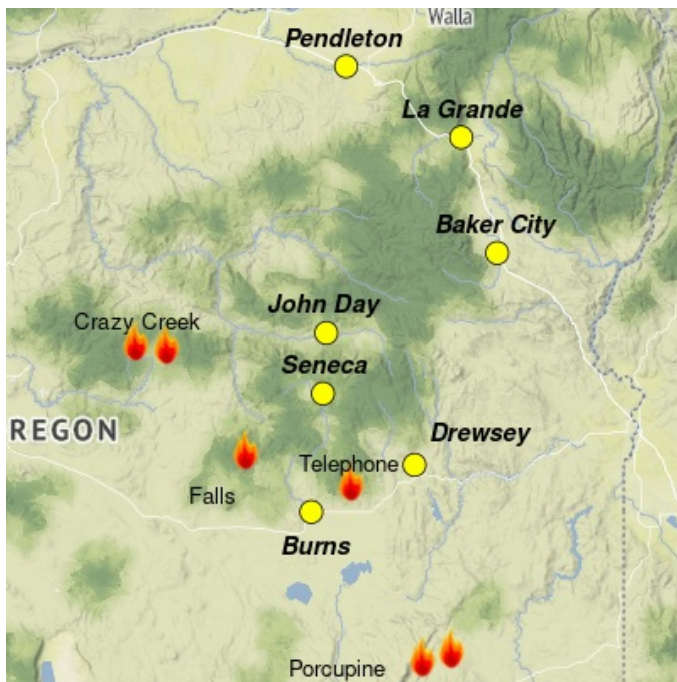 Walla
Pendleton
La Grande
Baker City
John Day
Crazy Creek
Seneca
REGON
Drewsey
Telephone
Falls
Burns
Porcupine